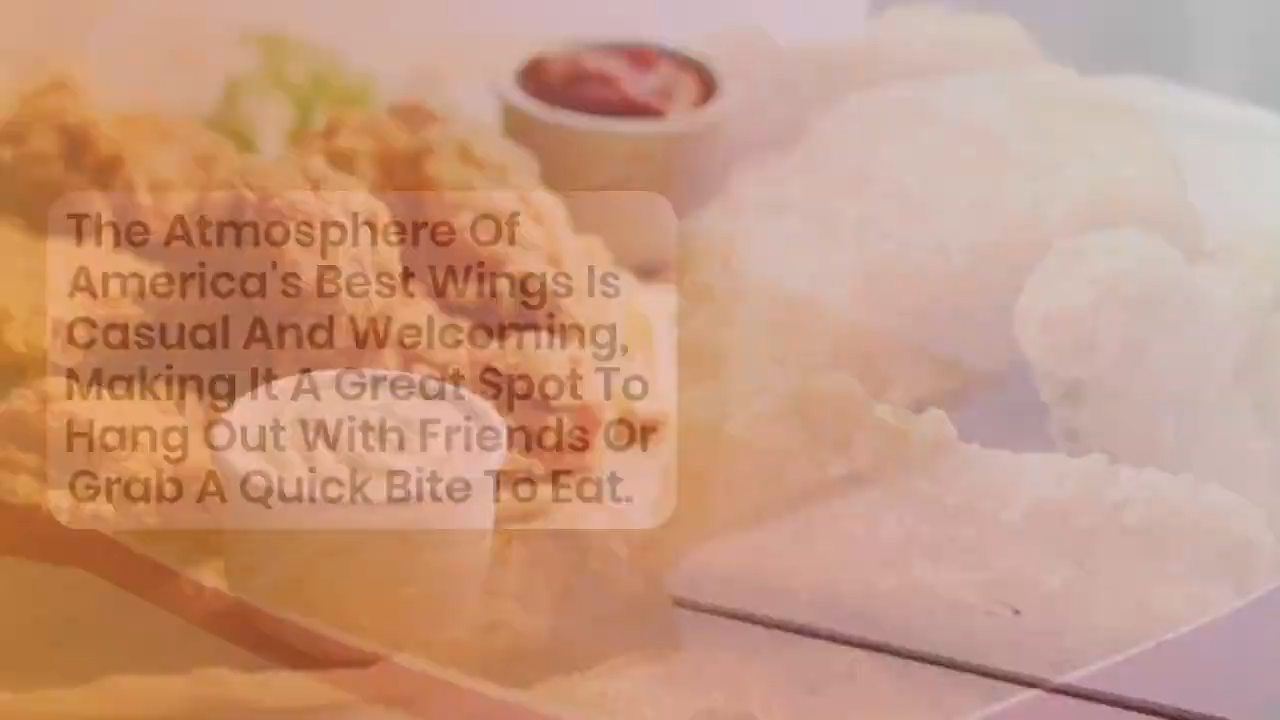 The Atmosphere Of
America's Best Wings Is
Casual And Welcoming,
Making It A Great Spot To
Hang Out With Friends Or
Grab A Quick Bite To Eat.